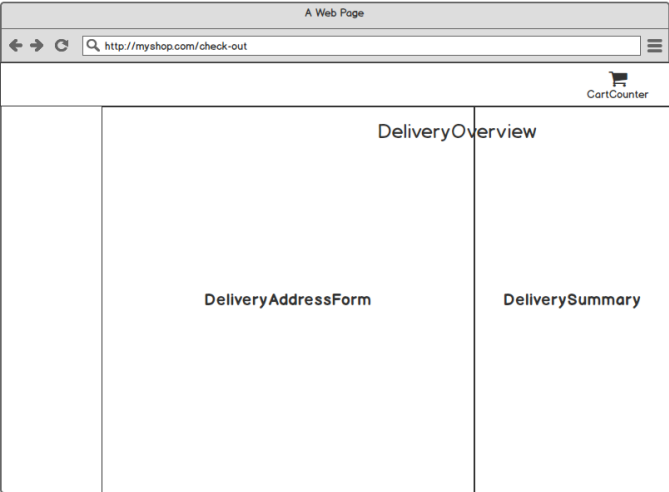 A Web Page
http://myshop.com/check-out
CartCounter
DeliveryOverview
DeliveryAddressForm
DeliverySummary